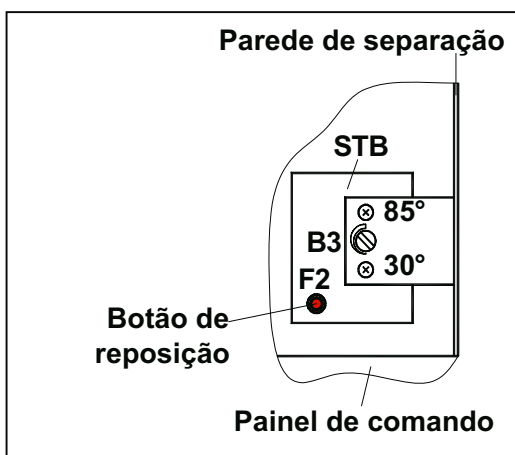 Parede de separação
STB
85°
B3
30°
F2
Botão de
reposição
Painel de comando